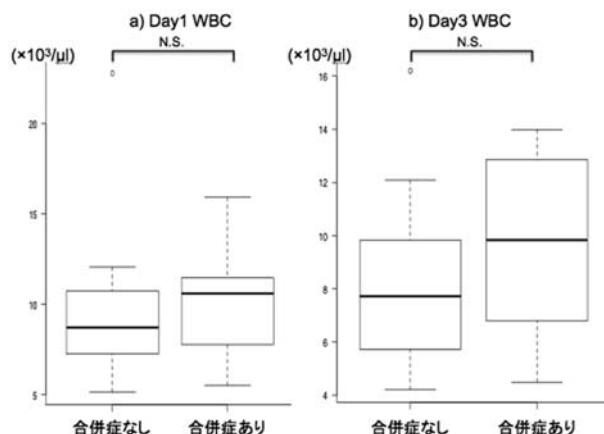 a) Day1 WBC
N.S.
(×10³/μl)
20
15
10
5
合併症なし
合併症あり
b) Day3 WBC
N.S.
(×10³/μl)
16
14
12
10
8
6
4
合併症なし
合併症あり